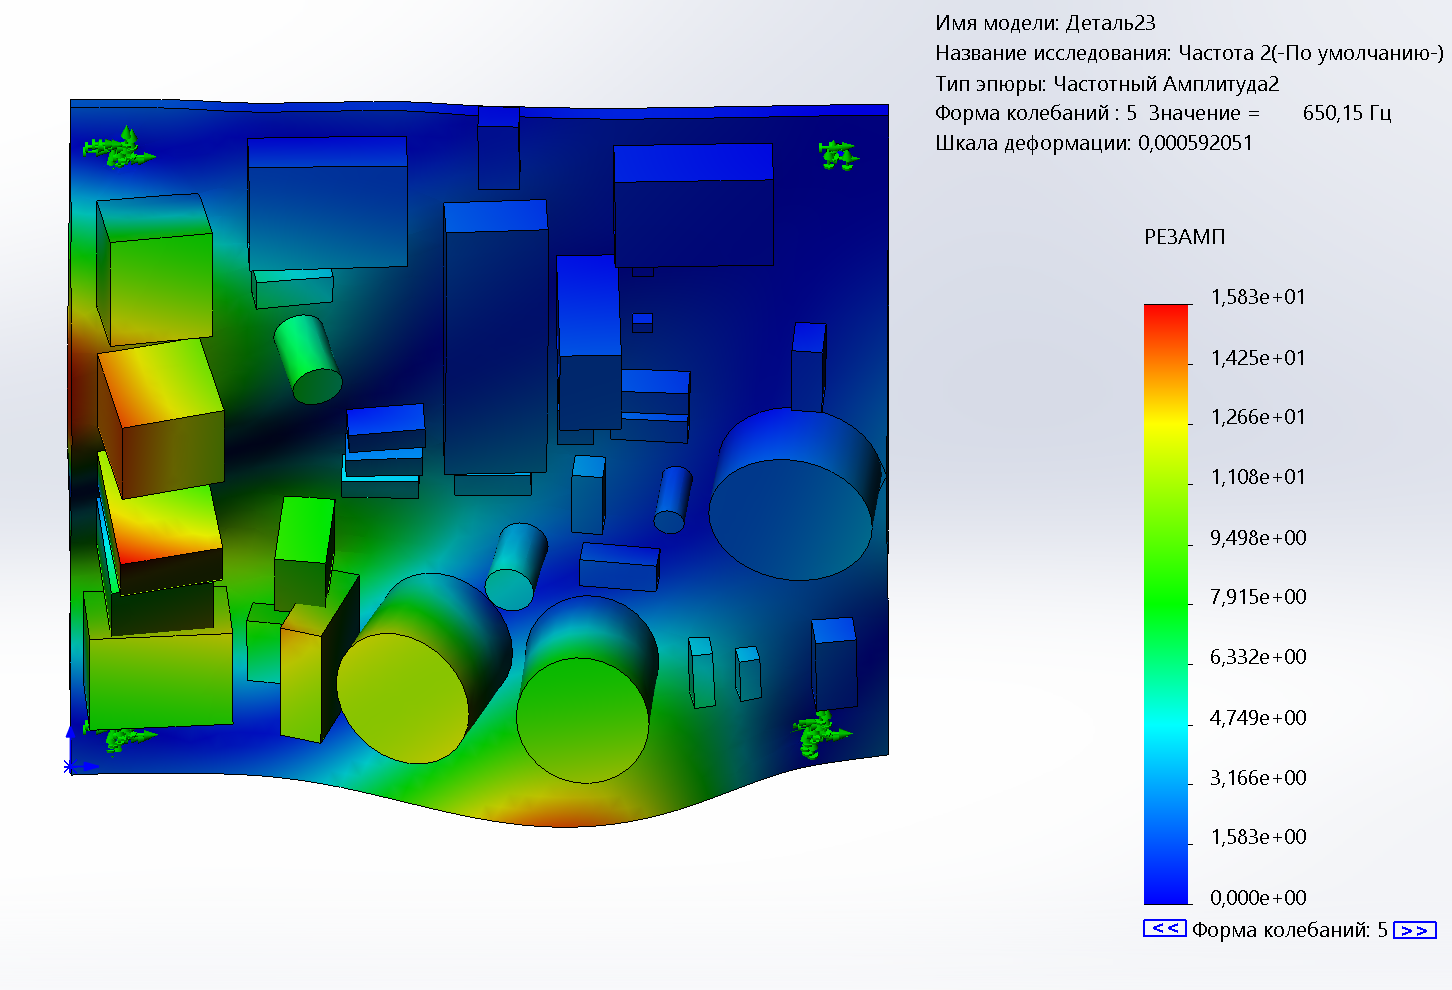 Имя модели: Деталь23
Название исследования: Частота 2(-По умолчанию-)
Тип эпюры: Частотный Амплитуда2
Форма колебаний : 5 Значение = 650,15 Гц
Шкала деформации: 0,000592051
РЕЗАМП
1,583e+01
1,425e+01
1,266e+01
1,108e+01
9,498e+00
7,915e+00
6,332e+00
4,749e+00
3,166e+00
1,583e+00
0,000e+00
<< Форма колебаний: 5 >>